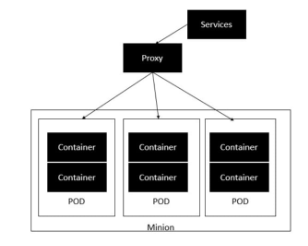 Services
Proxy
Container Container Container
Container Container Container
POD POD POD
Minion